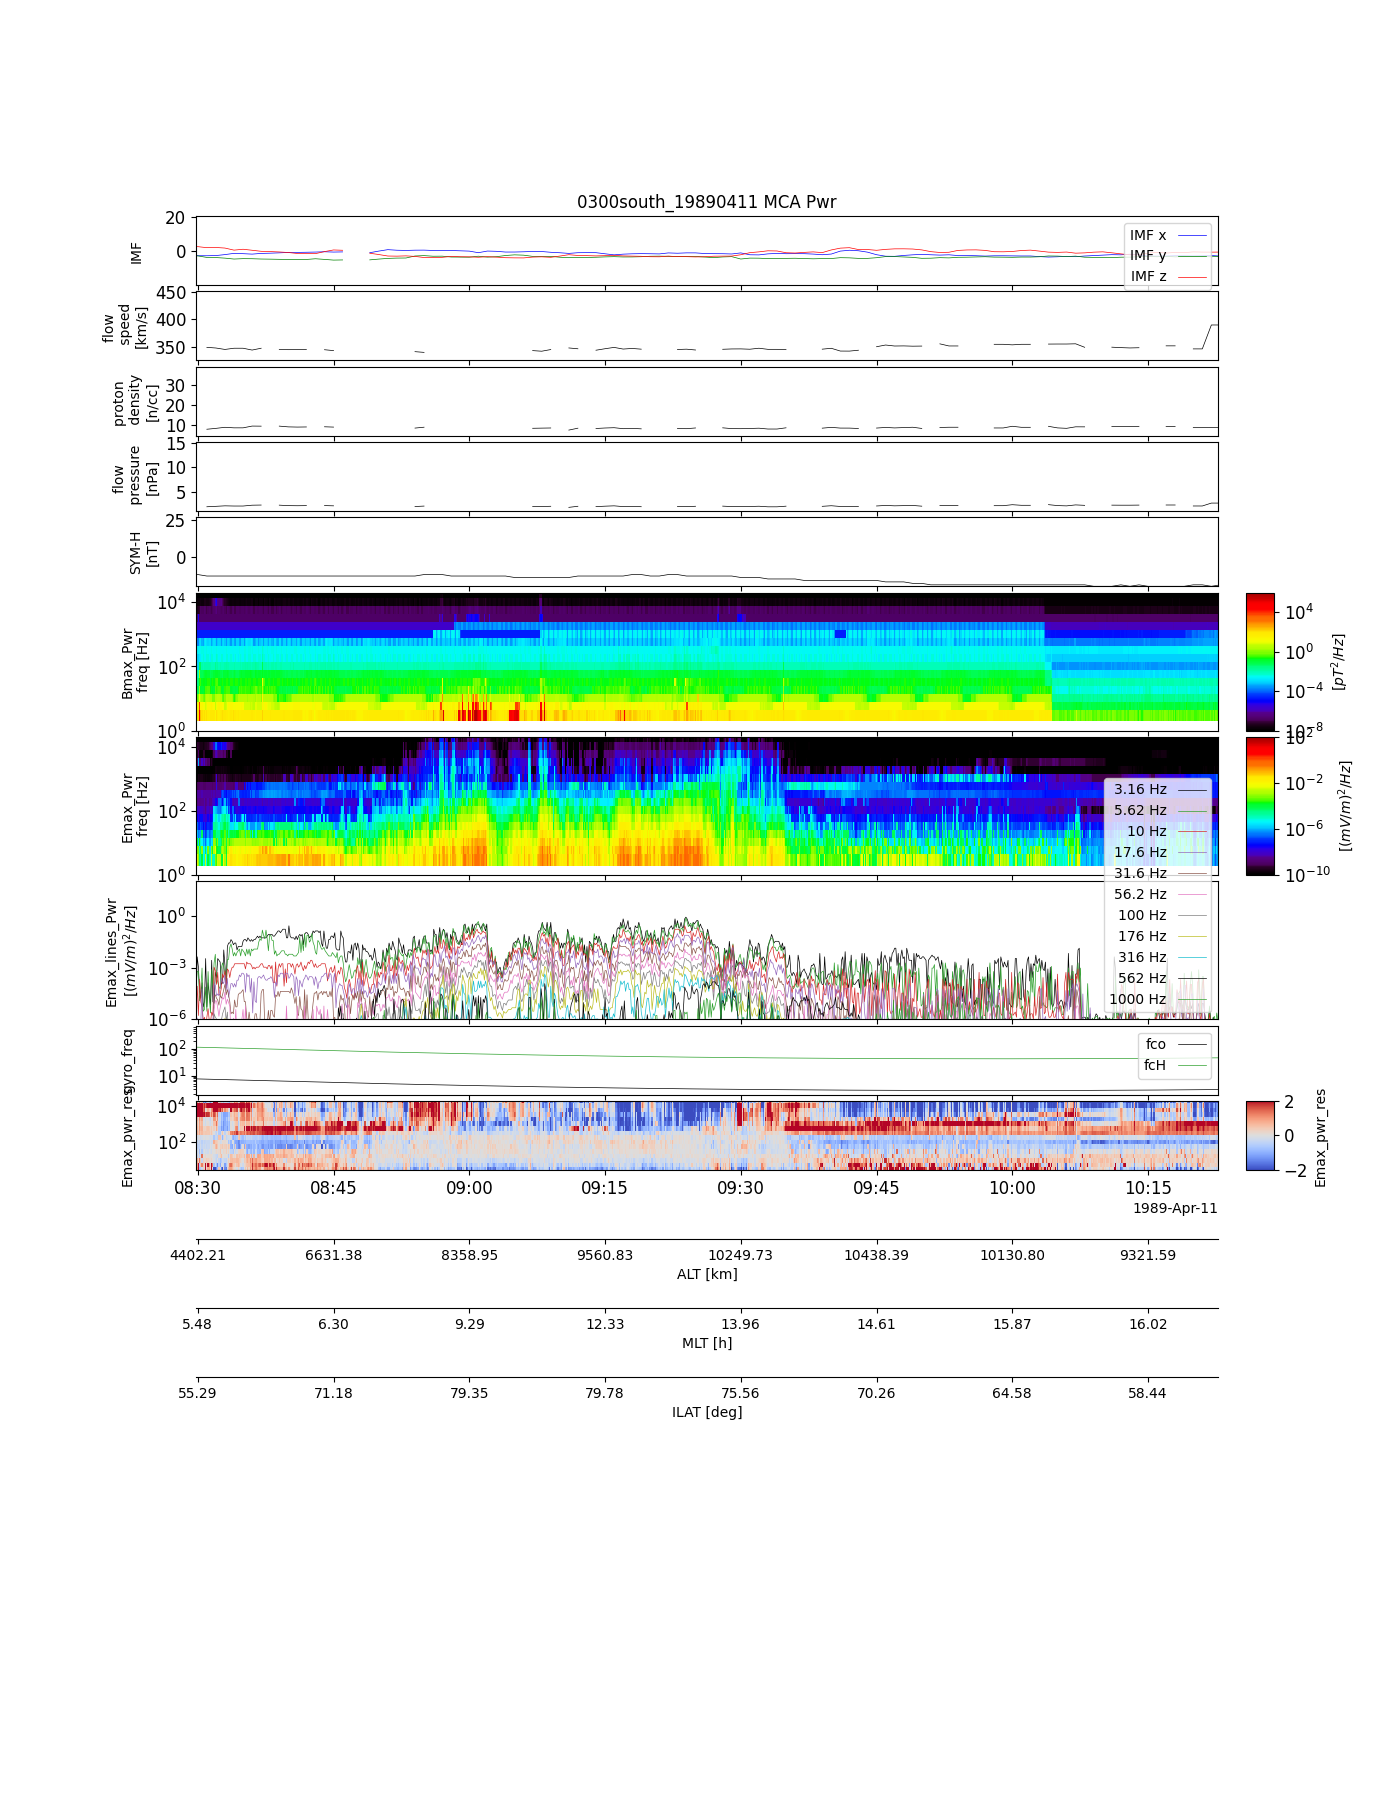 0300south_19890411 MCA Pwr
20
0
IMF
IMF x
IMF y
IMF z
450
400
350
flow
speed
[km/s]
30
20
10
proton
density
[n/cc]
15
10
5
flow
pressure
[nPa]
25
0
SYM-H
[nT]
10^4
10^2
10^0
Bmax_Pwr
freq [Hz]
10^4
10^0
10^-4
10^-8
[pT^2/Hz]
10^4
10^2
10^0
Emax_Pwr
freq [Hz]
10^2
10^-2
10^-6
10^-10
[(mV/m)^2/Hz]
3.16 Hz
5.62 Hz
10 Hz
17.6 Hz
31.6 Hz
56.2 Hz
100 Hz
176 Hz
316 Hz
562 Hz
1000 Hz
10^0
10^-3
10^-6
Emax_lines_Pwr
[(mV/m)^2/Hz]
10^2
10^1
gyro_freq
fco
fcH
10^4
10^2
Emax_pwr_res
2
0
−2
Emax_pwr_res
08:30 08:45 09:00 09:15 09:30 09:45 10:00 10:15
1989-Apr-11
4402.21 6631.38 8358.95 9560.83 10249.73 10438.39 10130.80 9321.59
ALT [km]
5.48 6.30 9.29 12.33 13.96 14.61 15.87 16.02
MLT [h]
55.29 71.18 79.35 79.78 75.56 70.26 64.58 58.44
ILAT [deg]